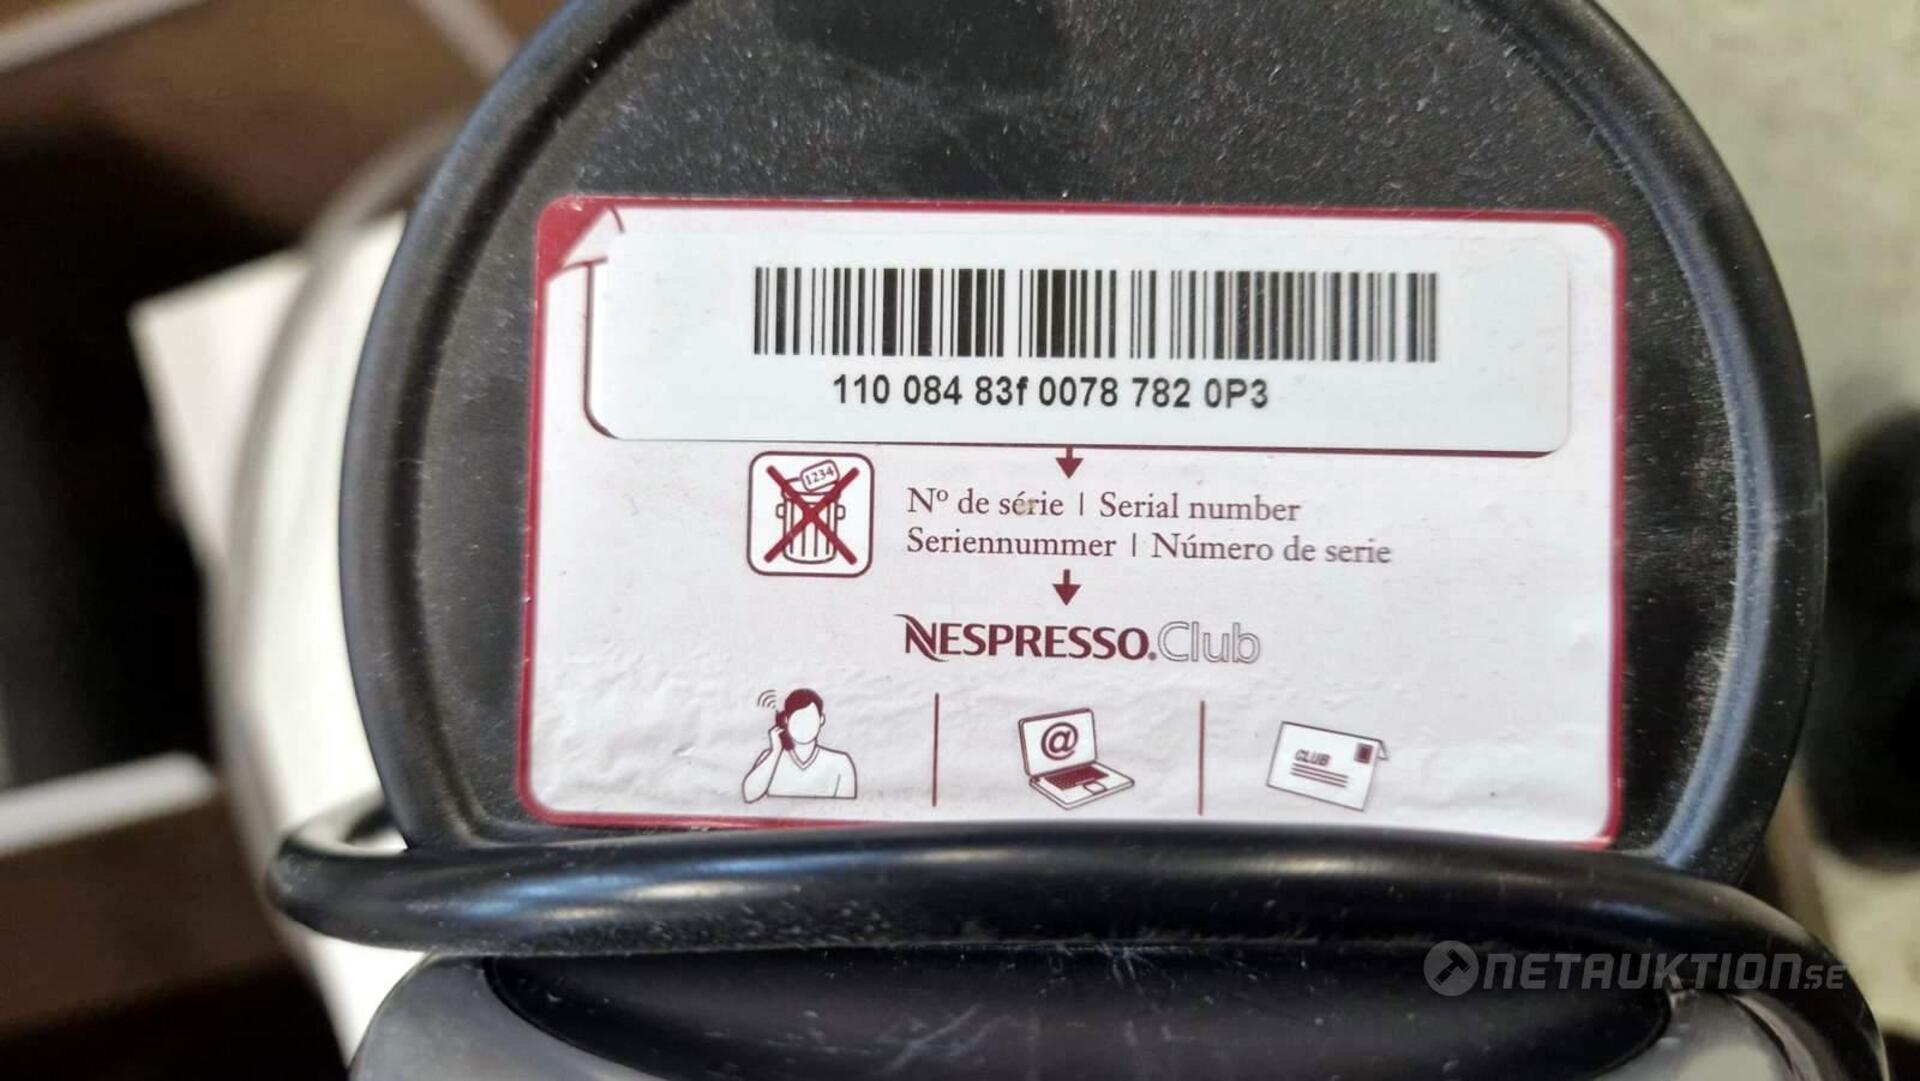 110 084 83f 0078 782 0P3
1234
Nº de série | Serial number
Seriennummer | Número de serie
NESPRESSO.Club
@
CLUB
NETAUKTION.SE